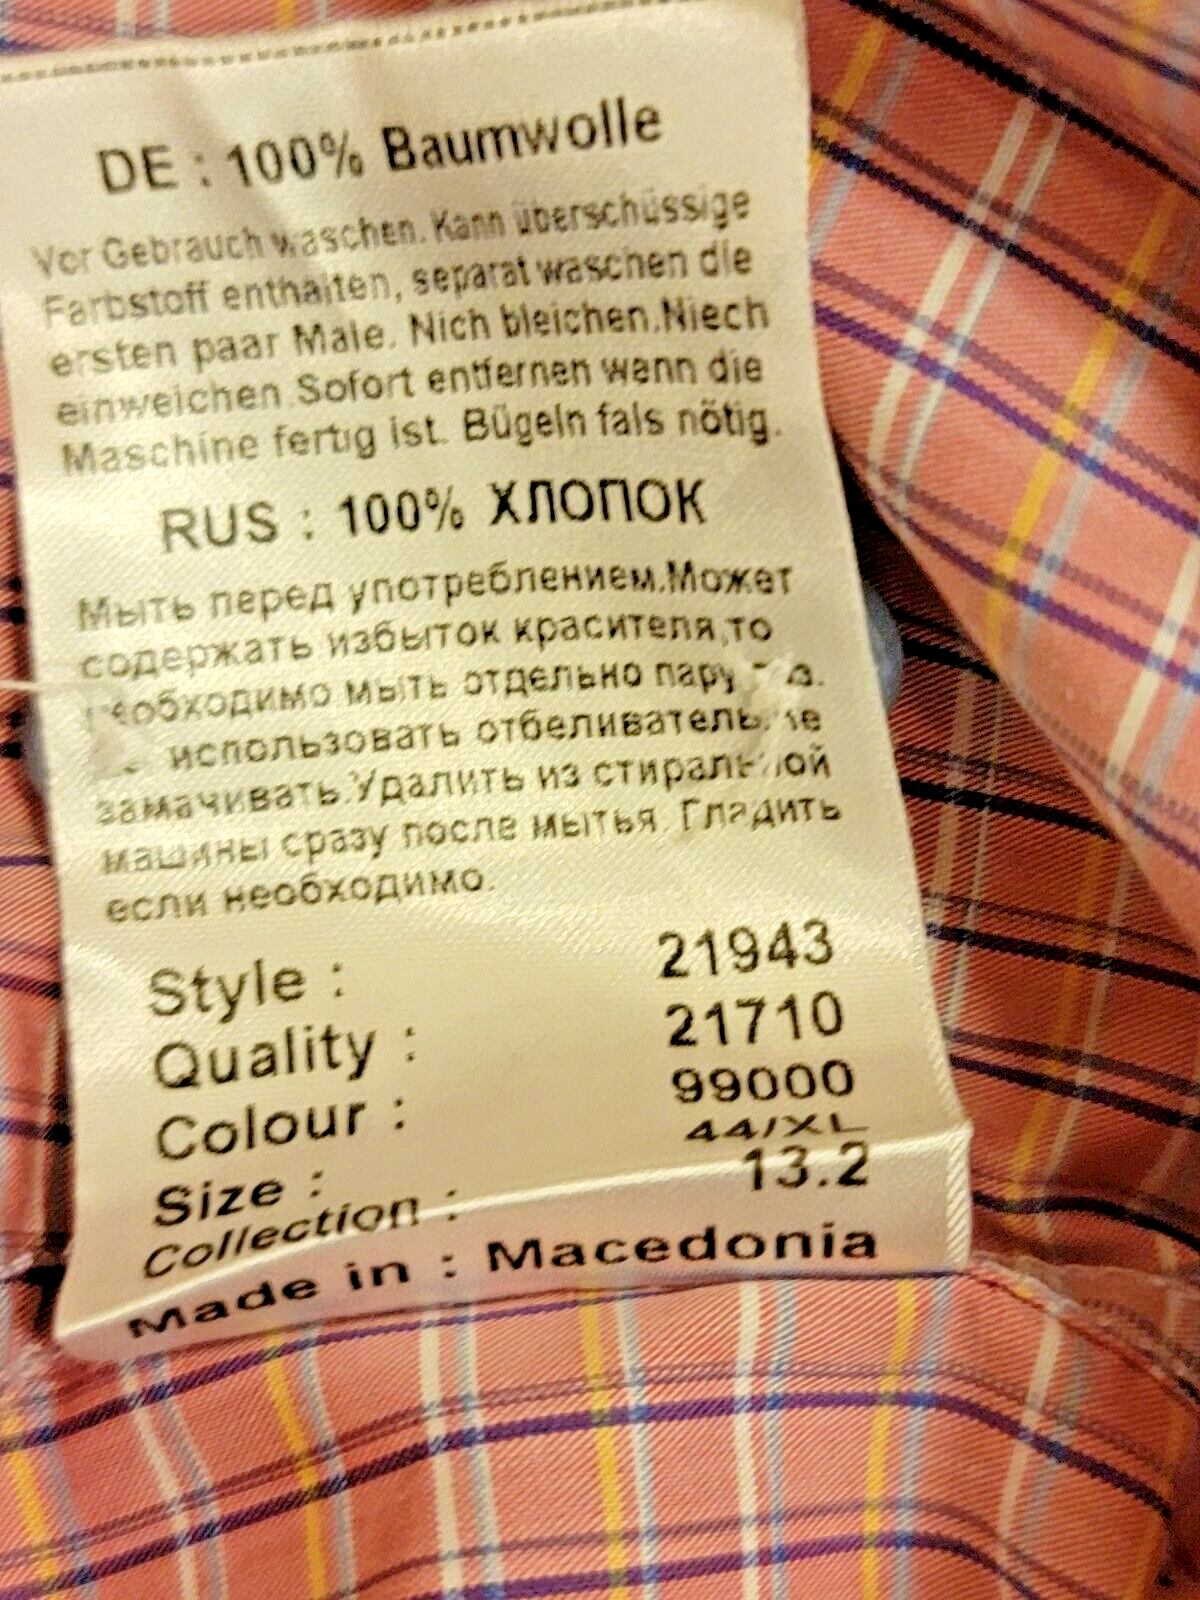 DE : 100% Baumwolle
Vor Gebrauch waschen. Kann überschüssige
Farbstoff enthalten, separat waschen die
ersten paar Male. Nich bleichen.Niech
einweichen.Sofort entfernen wann die
Maschine fertig ist. Bügeln fals nötig.
RUS : 100% ХЛОПОК
Мыть перед употреблением.Может
содержать избыток красителя,то
необходимо мыть отдельно пару
использовать отбеливатель.
замачивать.Удалить из стиральной
машины сразу после мытья. Гладить
если необходимо.
Style : 21943
Quality : 21710
Colour : 99000
Size : 44/XL
Collection : 13.2
Made in : Macedonia